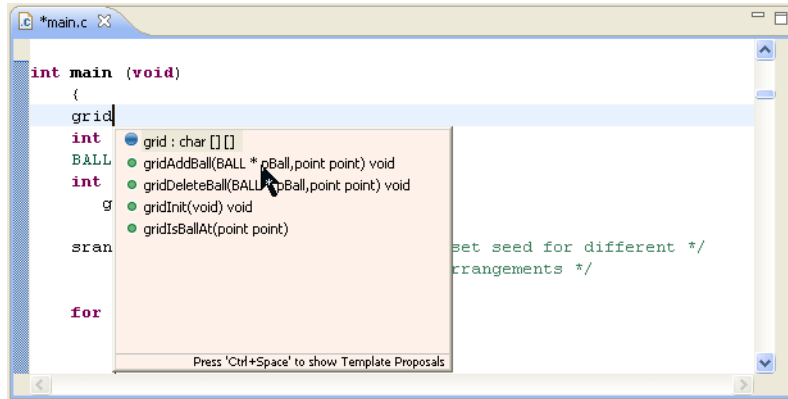 *main.c
int main (void)
{
grid
int
BALL
int
g
sran
for
grid : char [] []
gridAddBall(BALL * pBall,point point) void
gridDeleteBall(BALL * pBall,point point) void
gridInit(void) void
gridIsBallAt(point point)
Press 'Ctrl+Space' to show Template Proposals
set seed for different */
rrangements */